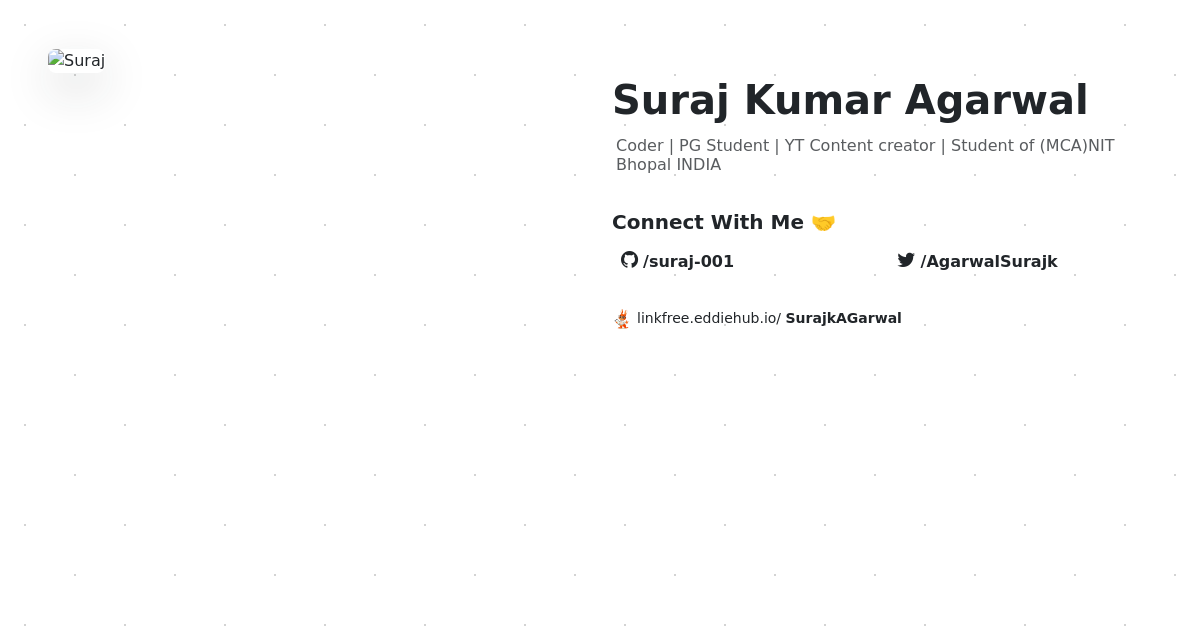 Suraj
Suraj Kumar Agarwal
Coder | PG Student | YT Content creator | Student of (MCA)NIT
Bhopal INDIA
Connect With Me 🤝
/suraj-001
/AgarwalSurajk
linkfree.eddiehub.io/ SurajkAGarwal